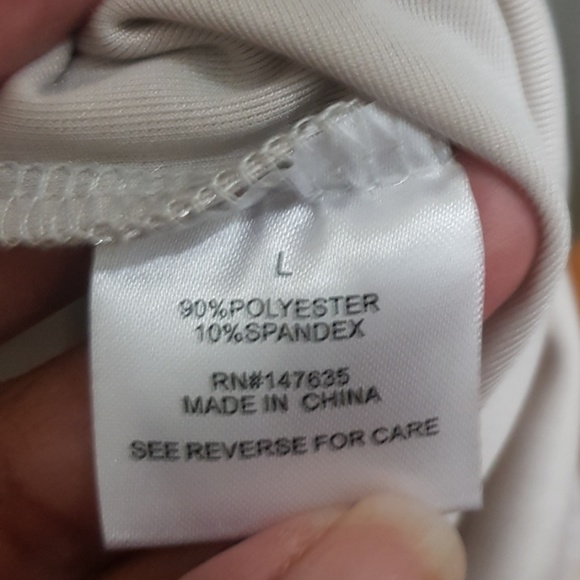 L
90%POLYESTER
10%SPANDEX
RN#147635
MADE IN CHINA
SEE REVERSE FOR CARE